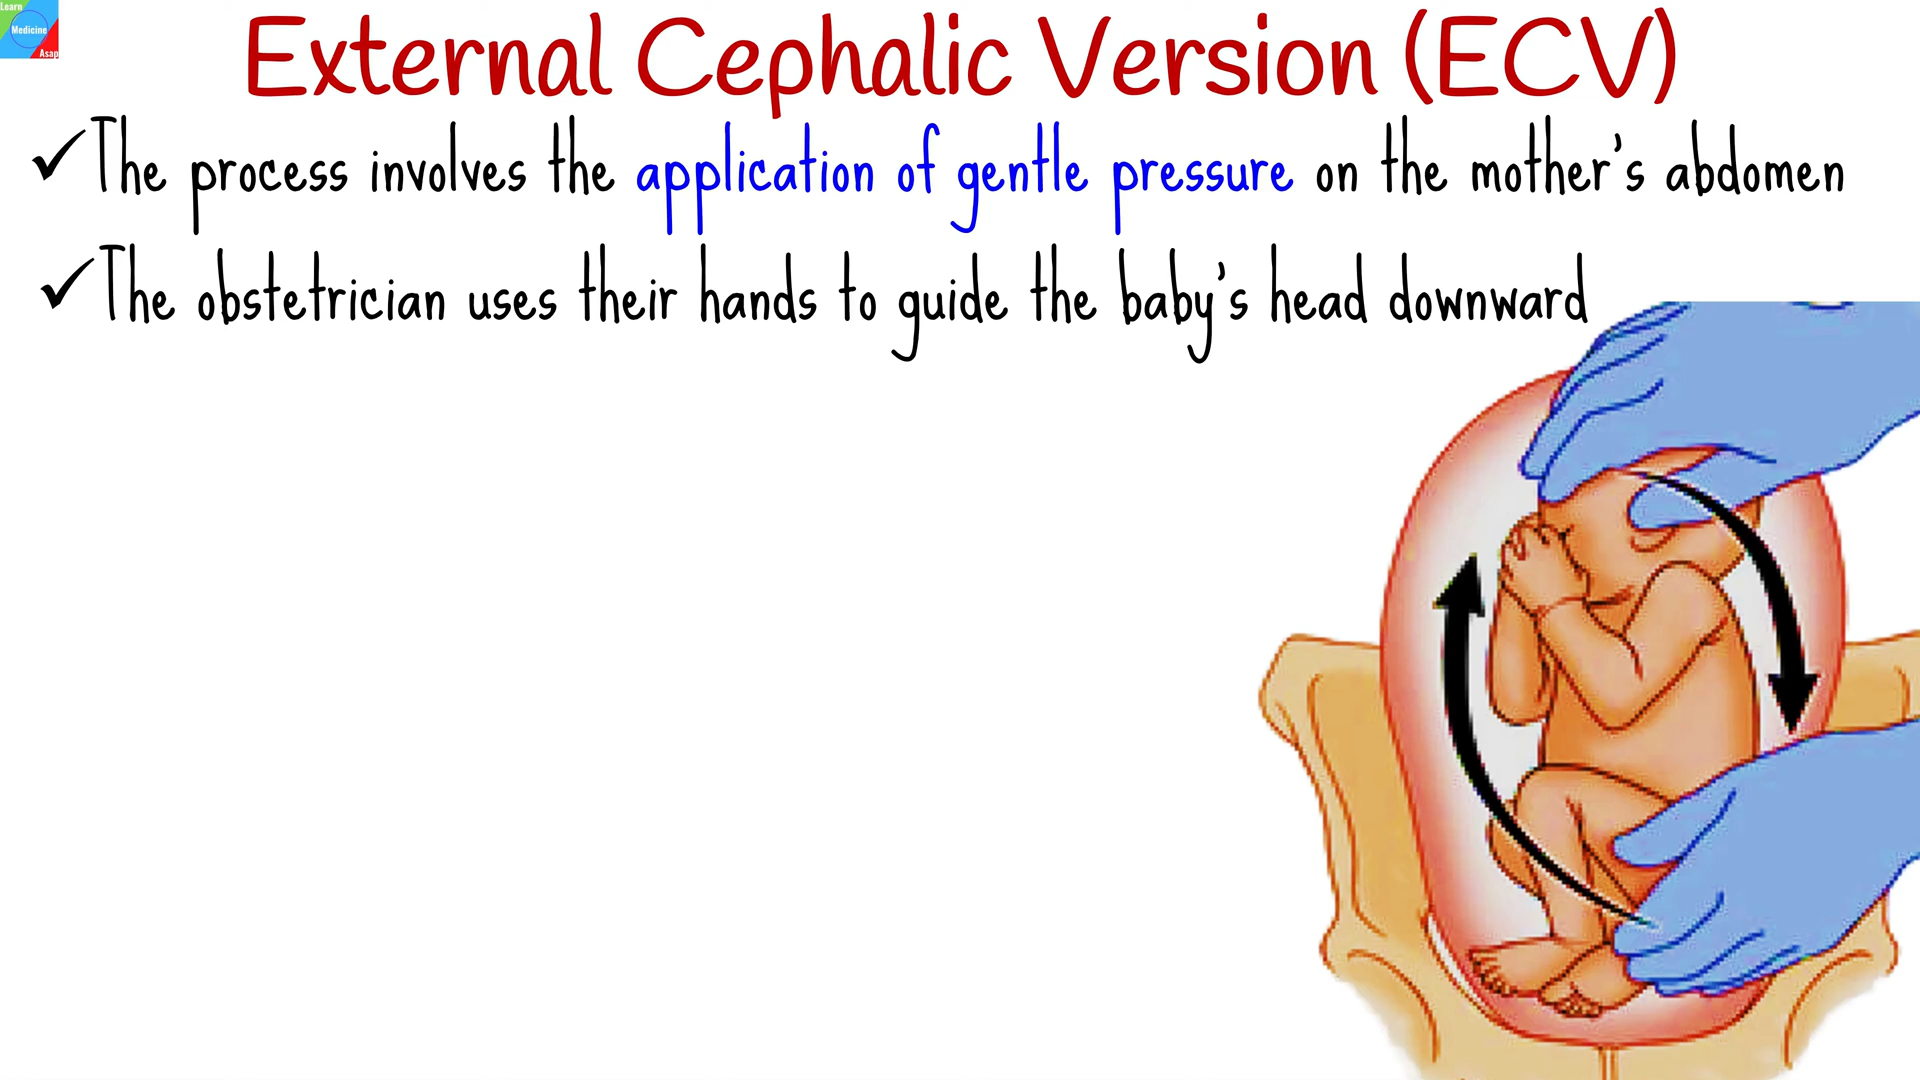 Learn
Medicine
Asap
External Cephalic Version (ECV)
✓The process involves the application of gentle pressure on the mother's abdomen
✓The obstetrician uses their hands to guide the baby's head downward